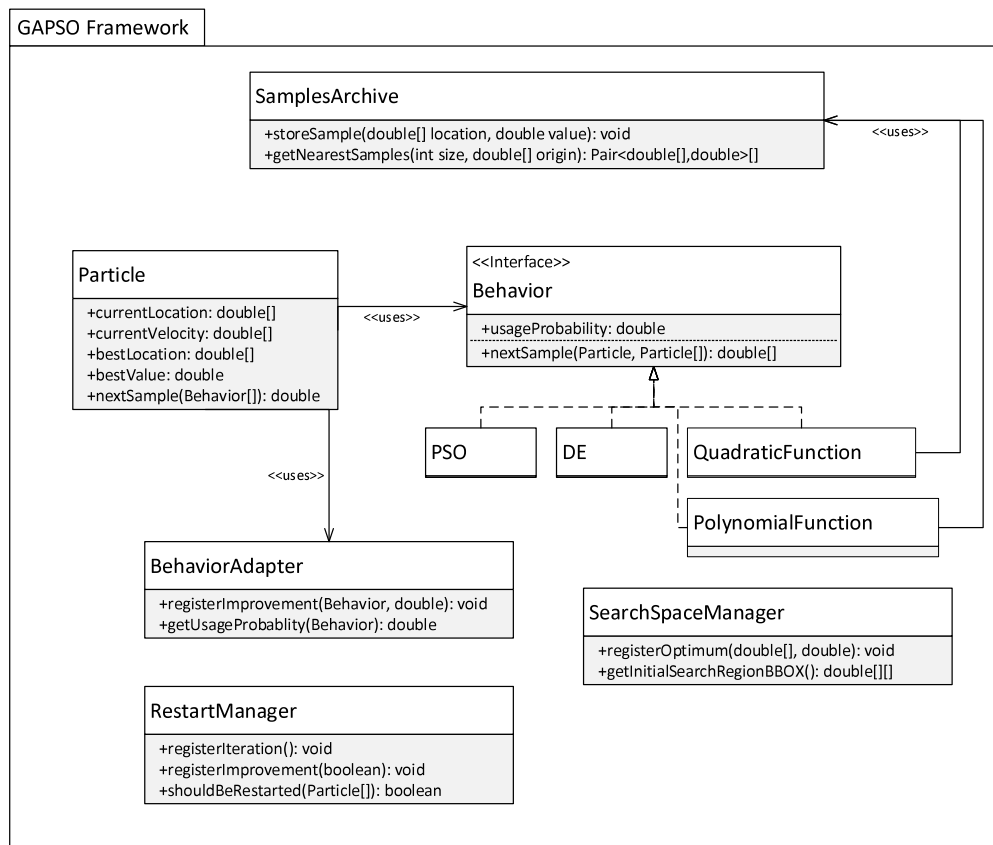 GAPSO Framework
SamplesArchive
+storeSample(double[] location, double value): void
+getNearestSamples(int size, double[] origin): Pair<double[],double>[]
<<uses>>
Particle
+currentLocation: double[]
+currentVelocity: double[]
+bestLocation: double[]
+bestValue: double
+nextSample(Behavior[]): double
<<uses>>
<<Interface>>
Behavior
+usageProbability: double
+nextSample(Particle, Particle[]): double[]
PSO
DE
QuadraticFunction
PolynomialFunction
<<uses>>
BehaviorAdapter
+registerImprovement(Behavior, double): void
+getUsageProbablity(Behavior): double
SearchSpaceManager
+registerOptimum(double[], double): void
+getInitialSearchRegionBBOX(): double[][]
RestartManager
+registerIteration(): void
+registerImprovement(boolean): void
+shouldBeRestarted(Particle[]): boolean